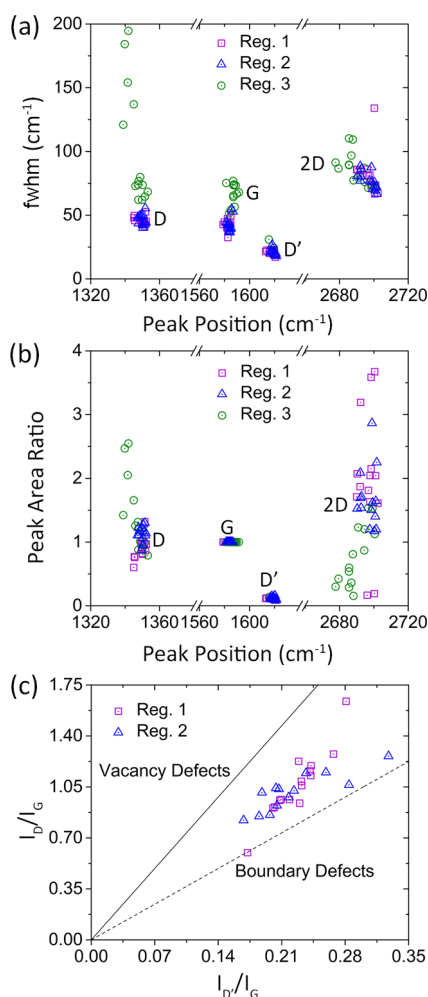 (a)
200
150
100
50
0
fwhm (cm⁻¹)
Reg. 1
Reg. 2
Reg. 3
D
G
D′
2D
1320 1360 1560 1600 2680 2720
Peak Position (cm⁻¹)
(b)
4
3
2
1
0
Peak Area Ratio
Reg. 1
Reg. 2
Reg. 3
D
G
D′
2D
1320 1360 1560 1600 2680 2720
Peak Position (cm⁻¹)
(c)
1.75
1.40
1.05
0.70
0.35
0.00
I_D/I_G
Reg. 1
Reg. 2
Vacancy Defects
Boundary Defects
0.00 0.07 0.14 0.21 0.28 0.35
I_D′/I_G